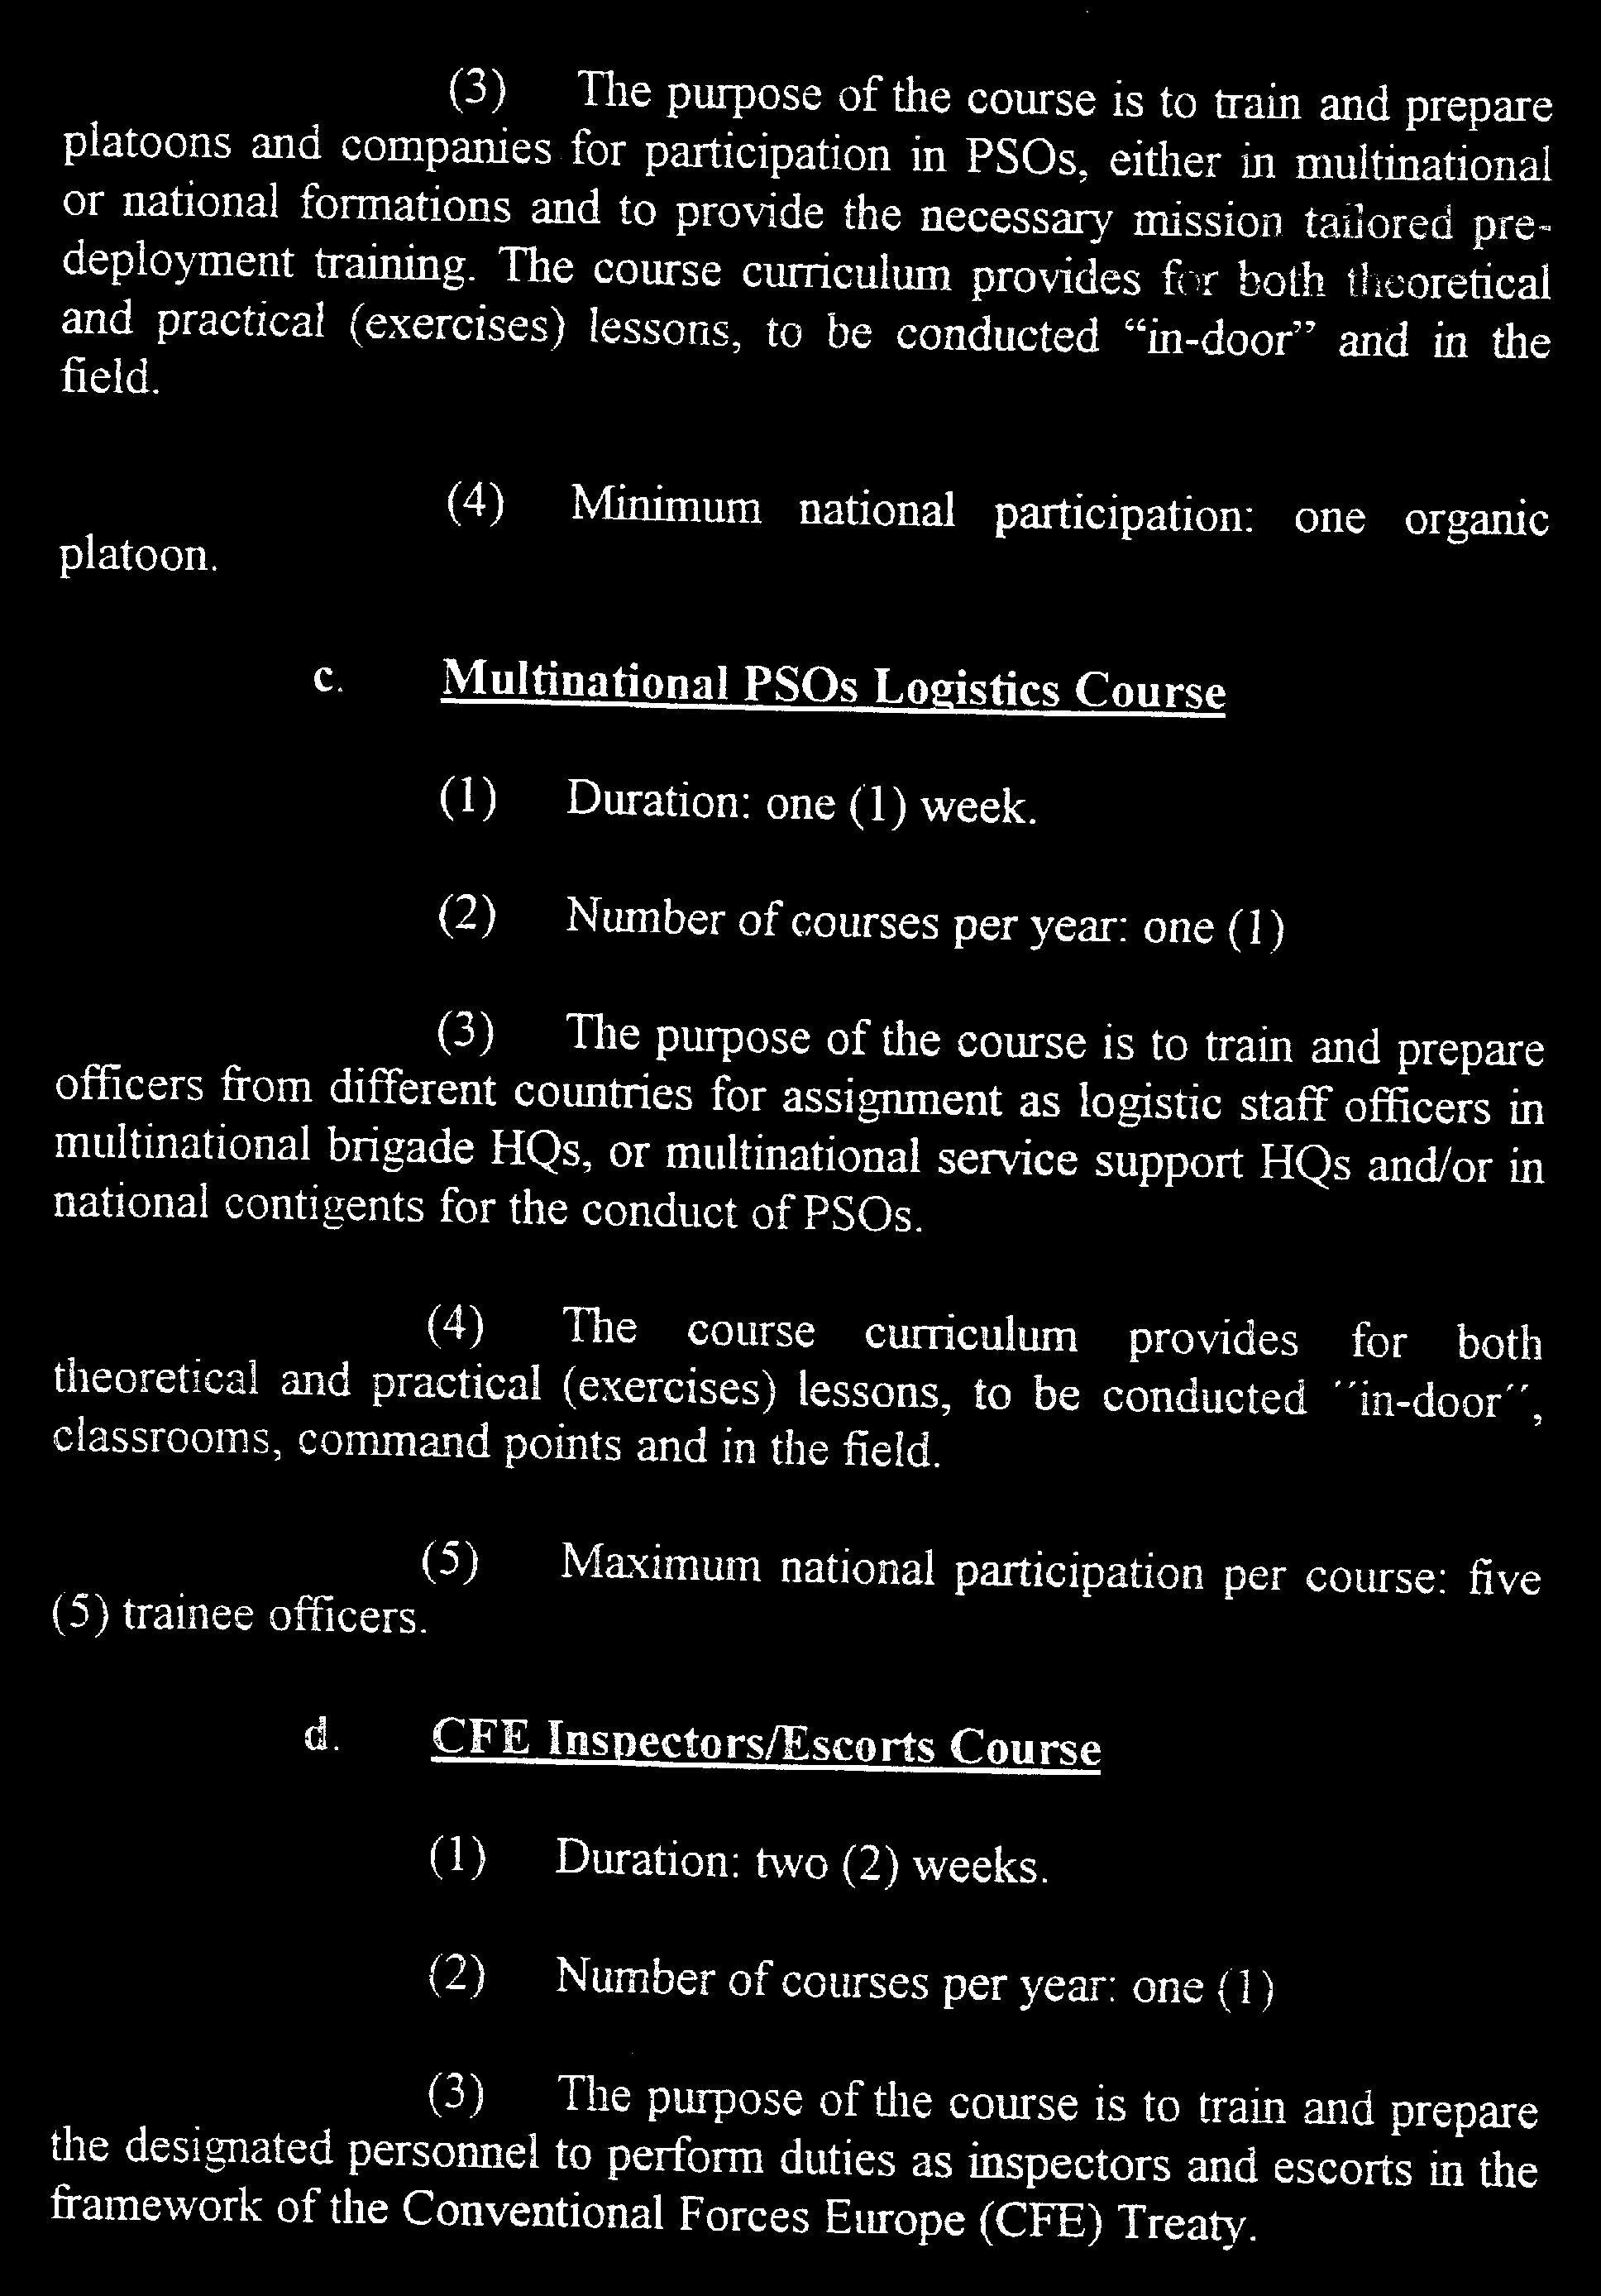 (3) The purpose of the course is to train and prepare
platoons and companies for participation in PSOs, either in multinational
or national formations and to provide the necessary mission tailored pre-
deployment training. The course curriculum provides for both theoretical
and practical (exercises) lessons, to be conducted “in-door” and in the
field.
(4) Minimum national participation: one organic
platoon.
c. Multinational PSOs Logistics Course
(1) Duration: one (1) week.
(2) Number of courses per year: one (1)
(3) The purpose of the course is to train and prepare
officers from different countries for assignment as logistic staff officers in
multinational brigade HQs, or multinational service support HQs and/or in
national contigents for the conduct of PSOs.
(4) The course curriculum provides for both
theoretical and practical (exercises) lessons, to be conducted "in-door",
classrooms, command points and in the field.
(5) Maximum national participation per course: five
(5) trainee officers.
d. CFE Inspectors/Escorts Course
(1) Duration: two (2) weeks.
(2) Number of courses per year: one (1)
(3) The purpose of the course is to train and prepare
the designated personnel to perform duties as inspectors and escorts in the
framework of the Conventional Forces Europe (CFE) Treaty.